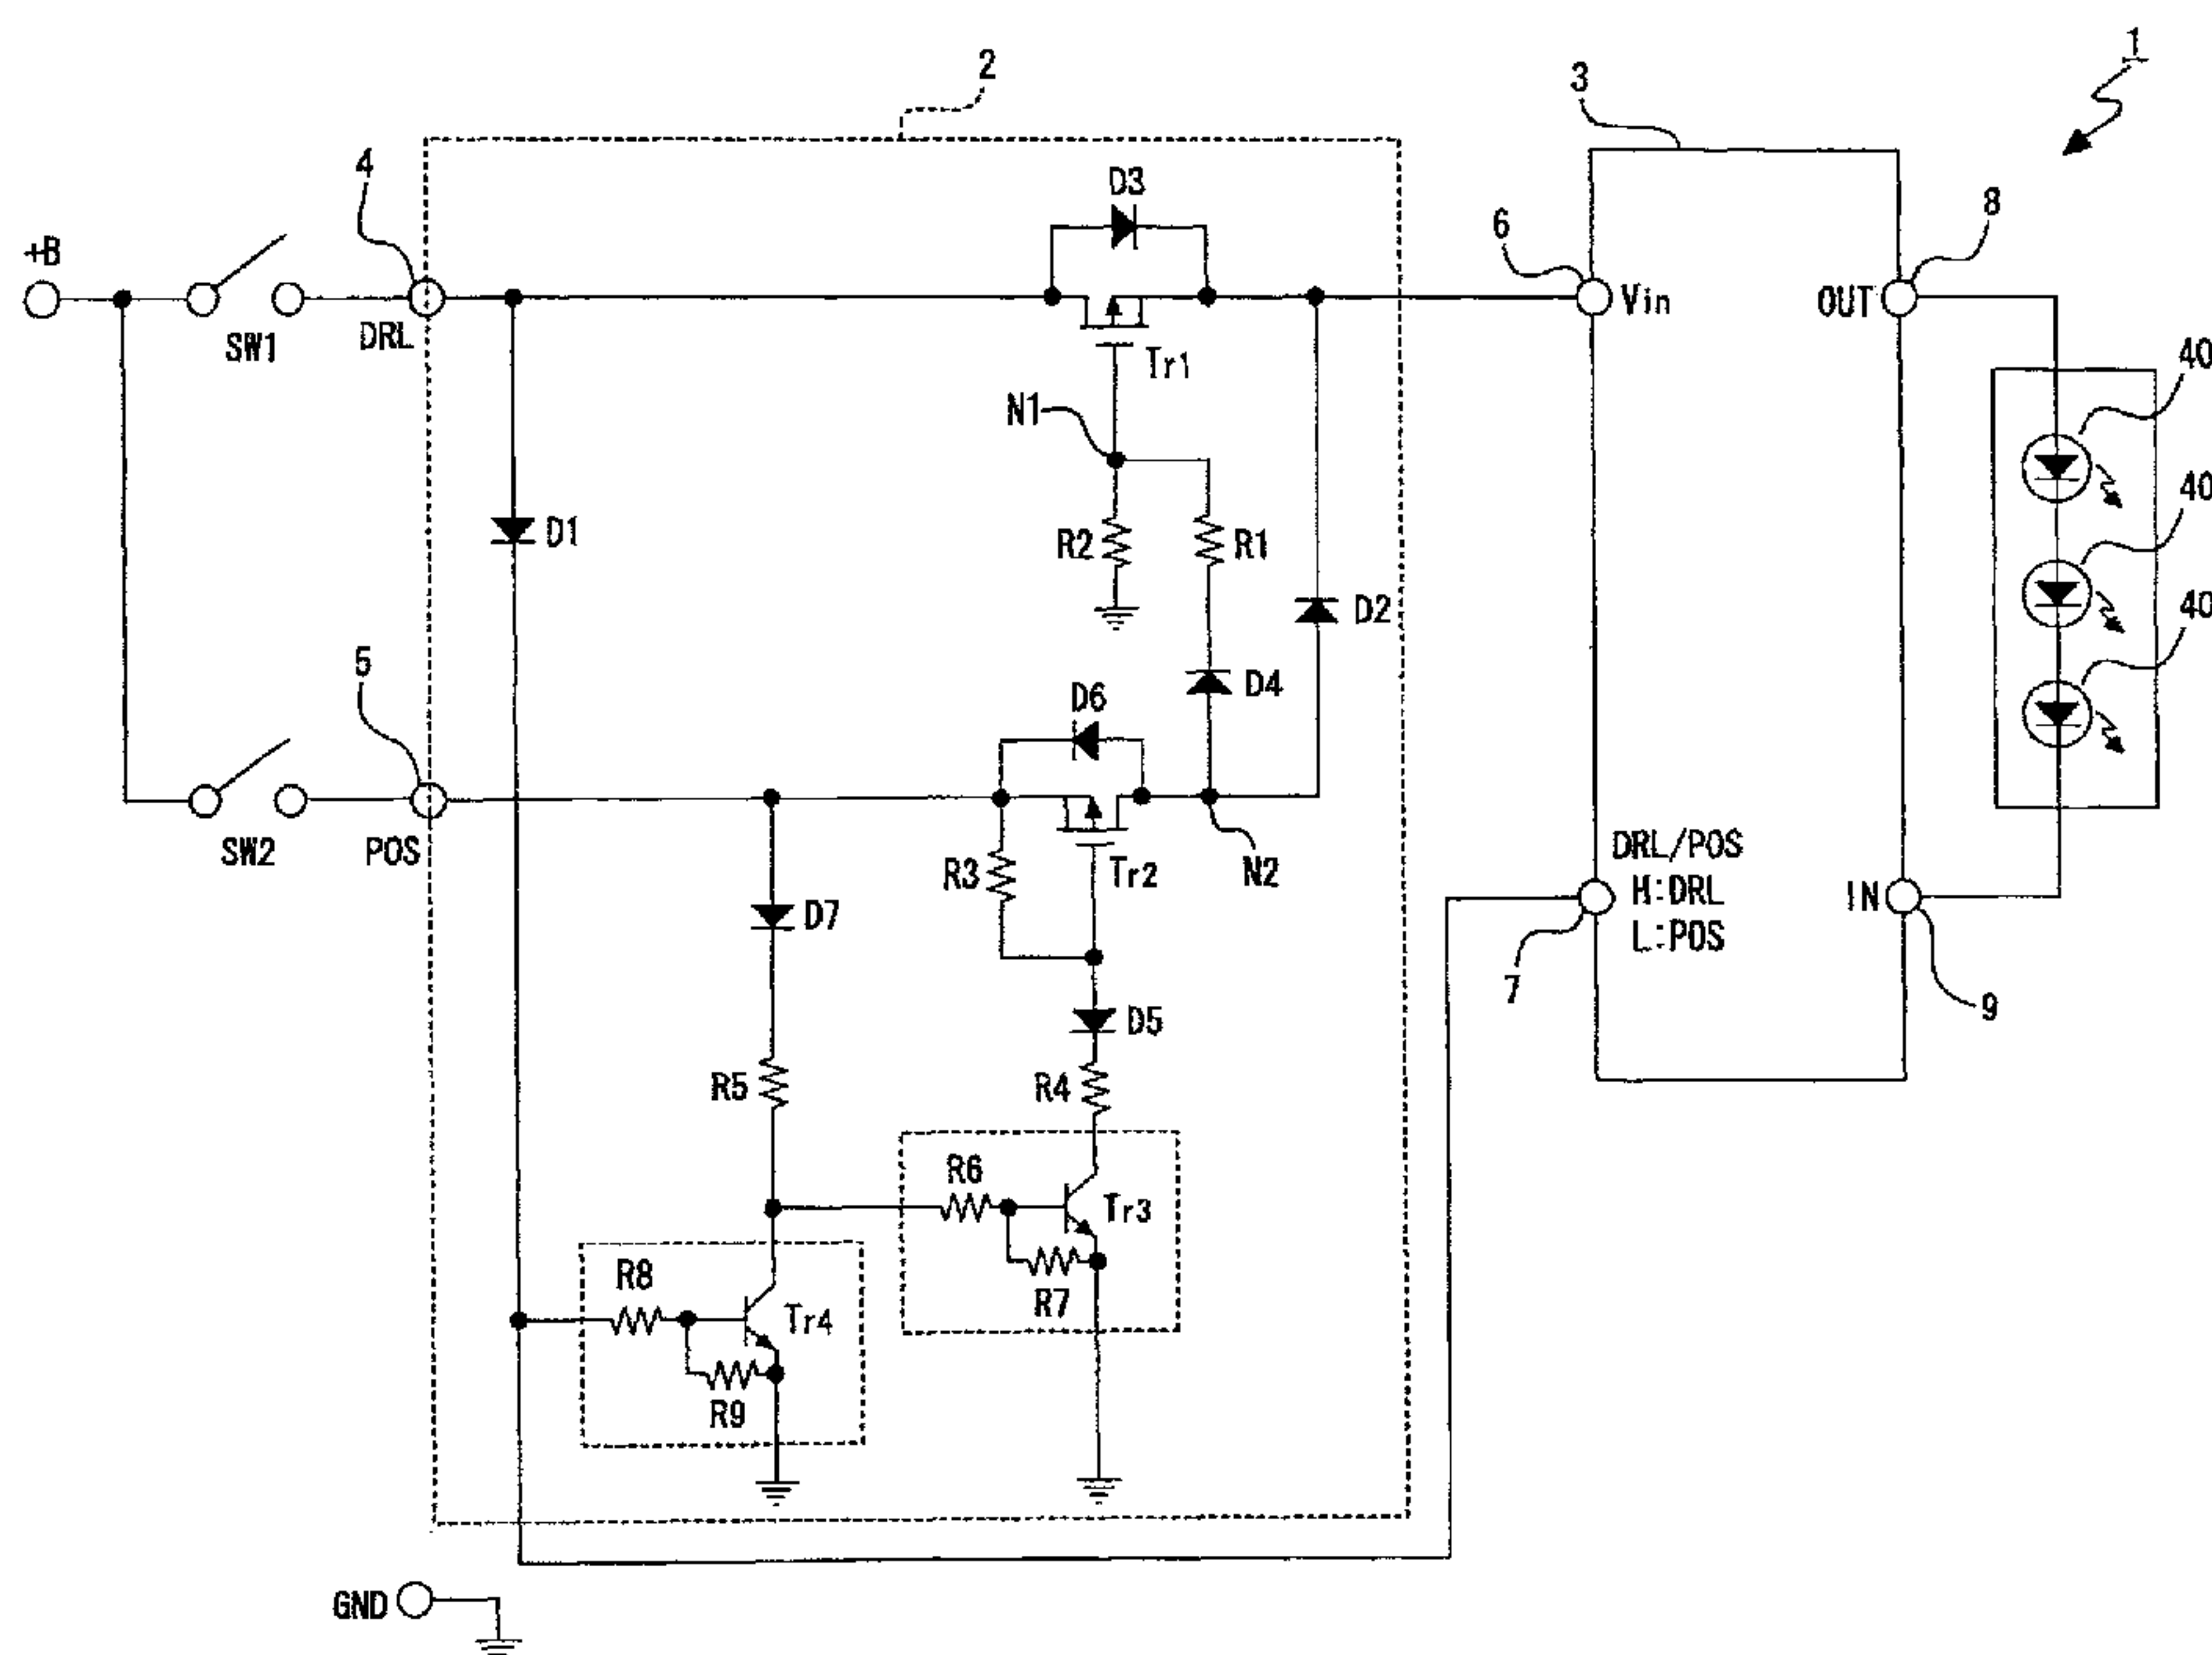 1
2
3
4
D3
8
6
+B
Vin
OUT
SW1
DRL
40
Tr1
N1
40
D1
R2
R1
D2
40
5
D4
D6
SW2
POS
R3
Tr2
N2
DRL/POS
H:DRL
L:POS
IN
D7
7
9
D5
R5
R4
R6
Tr3
R8
R7
Tr4
R9
GND